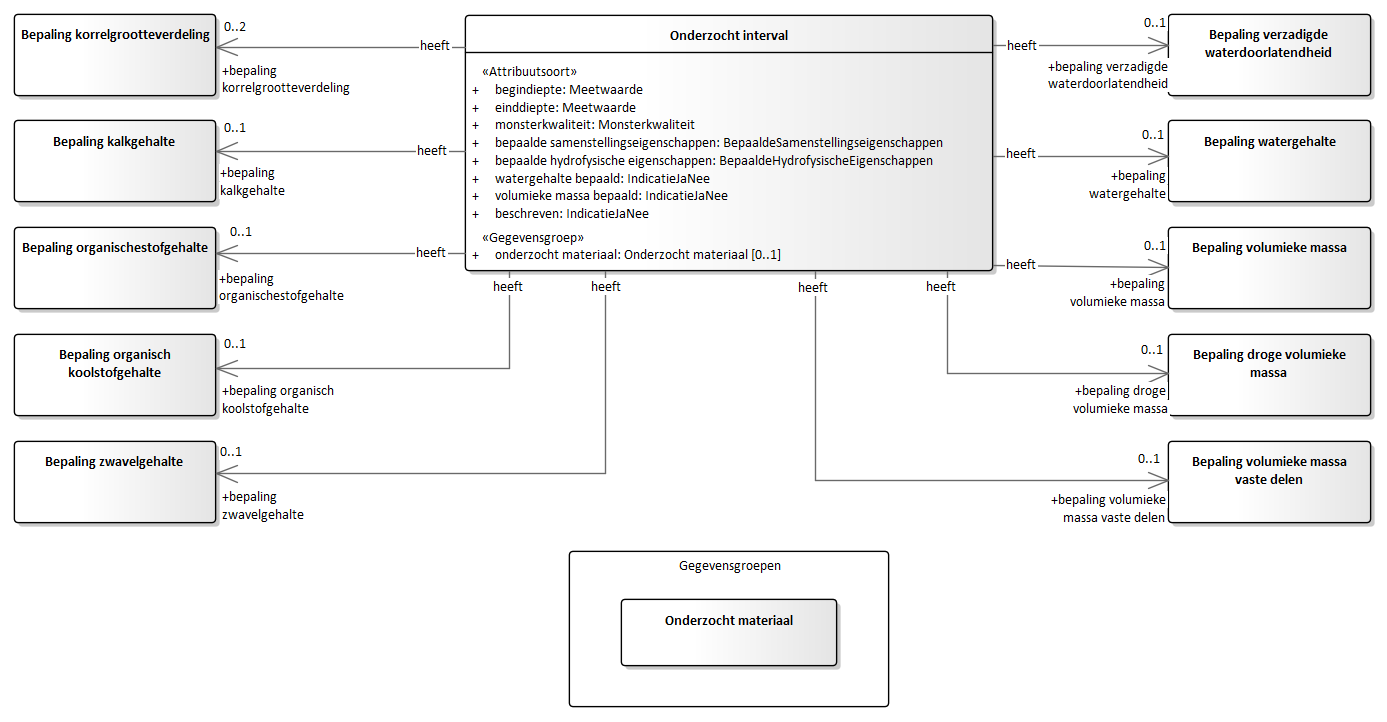 Onderzocht interval
«Attribuutsoort»
+ begindiepte: Meetwaarde
+ einddiepte: Meetwaarde
+ monsterkwaliteit: Monsterkwaliteit
+ bepaalde samenstellingseigenschappen: BepaaldeSamenstellingseigenschappen
+ bepaalde hydrofysische eigenschappen: BepaaldeHydrofysischeEigenschappen
+ watergehalte bepaald: IndicatieJaNee
+ volumieke massa bepaald: IndicatieJaNee
+ beschreven: IndicatieJaNee
«Gegevensgroep»
+ onderzocht materiaal: Onderzocht materiaal [0..1]
Bepaling korrelgrootteverdeling
0..2
heeft
+bepaling
korrelgrootteverdeling
Bepaling kalkgehalte
0..1
heeft
+bepaling
kalkgehalte
Bepaling organischestofgehalte
0..1
heeft
+bepaling
organischestofgehalte
Bepaling organisch
koolstofgehalte
0..1
heeft
+bepaling organisch
koolstofgehalte
Bepaling zwavelgehalte
0..1
heeft
+bepaling
zwavelgehalte
Bepaling verzadigde
waterdoorlatendheid
0..1
heeft
+bepaling verzadigde
waterdoorlatendheid
Bepaling watergehalte
0..1
heeft
+bepaling
watergehalte
Bepaling volumieke massa
0..1
heeft
+bepaling
volumieke massa
Bepaling droge volumieke
massa
0..1
heeft
+bepaling droge
volumieke massa
Bepaling volumieke massa
vaste delen
0..1
heeft
+bepaling volumieke
massa vaste delen
Gegevensgroepen
Onderzocht materiaal